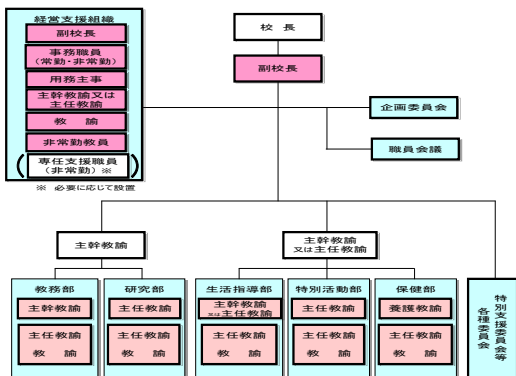 経営支援組織
副校長
事務職員
（常勤・非常勤）
用務主事
主幹教諭又は
主任教諭
教　諭
非常勤教員
専任支援職員
（非常勤）※
※ 必要に応じて設置
校 長
副校長
企画委員会
職員会議
主幹教諭
主幹教諭
又は主任教諭
教務部
主幹教諭
主任教諭
教　諭
研究部
主任教諭
主任教諭
教　諭
生活指導部
主幹教諭
又は主任教諭
主任教諭
教　諭
特別活動部
主任教諭
主任教諭
教　諭
保健部
養護教諭
主任教諭
教　諭
特別支援委員会等
各種委員会